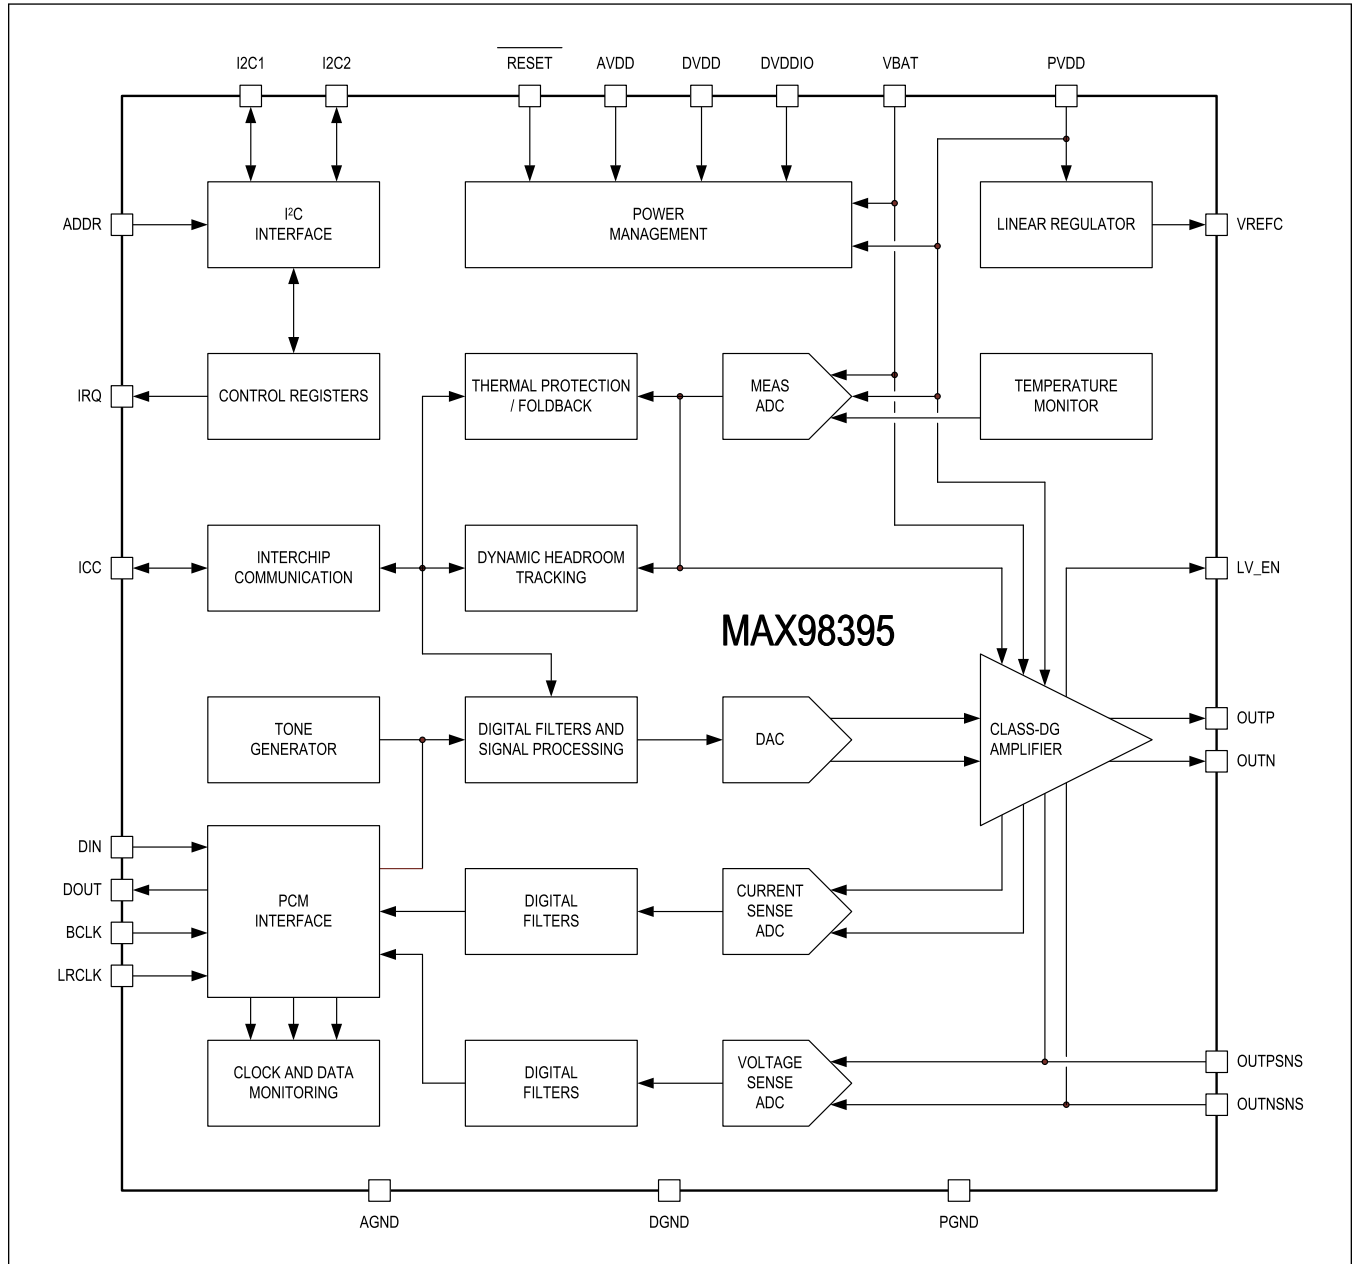 I2C1
I2C2
RESET
AVDD
DVDD
DVDDIO
VBAT
PVDD
ADDR
I²C
INTERFACE
POWER
MANAGEMENT
LINEAR REGULATOR
VREFC
IRQ
CONTROL REGISTERS
THERMAL PROTECTION
/ FOLDBACK
MEAS
ADC
TEMPERATURE
MONITOR
ICC
INTERCHIP
COMMUNICATION
DYNAMIC HEADROOM
TRACKING
LV_EN
MAX98395
TONE
GENERATOR
DIGITAL FILTERS AND
SIGNAL PROCESSING
DAC
CLASS-DG
AMPLIFIER
OUTP
OUTN
DIN
DOUT
BCLK
LRCLK
PCM
INTERFACE
DIGITAL
FILTERS
CURRENT
SENSE
ADC
CLOCK AND DATA
MONITORING
DIGITAL
FILTERS
VOLTAGE
SENSE
ADC
OUTPSNS
OUTNSNS
AGND
DGND
PGND